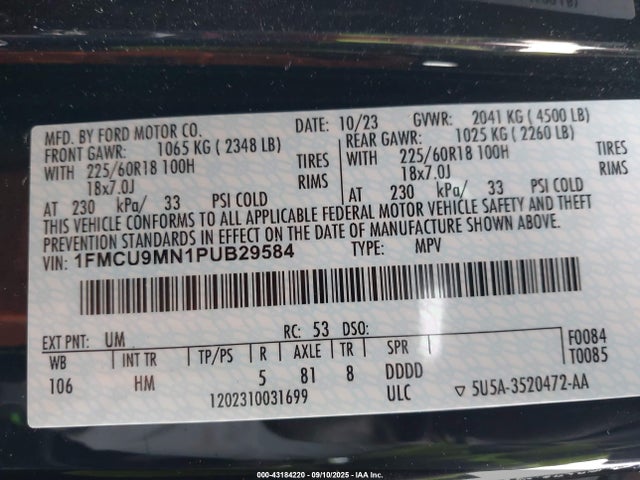 MFD. BY FORD MOTOR CO.
DATE: 10/23 GVWR: 2041 KG ( 4500 LB)
FRONT GAWR: 1065 KG ( 2348 LB) REAR GAWR: 1025 KG ( 2260 LB)
WITH 225/60R18 100H TIRES WITH 225/60R18 100H TIRES
18x7.0J RIMS 18x7.0J RIMS
AT 230 kPa/ 33 PSI COLD AT 230 kPa/ 33 PSI COLD
THIS VEHICLE CONFORMS TO ALL APPLICABLE FEDERAL MOTOR VEHICLE SAFETY AND THEFT
PREVENTION STANDARDS IN EFFECT ON THE DATE OF MANUFACTURE SHOWN ABOVE.
VIN: 1FMCU9MN1PUB29584 TYPE: MPV
EXT PNT: UM RC: 53 DSO:
WB INT TR TP/PS R AXLE TR SPR F0084
106 HM 5 81 8 DDDD T0085
1202310031699 ULC ▽ 5U5A-3520472-AA
000-43184220 - 09/10/2025 - IAA Inc.